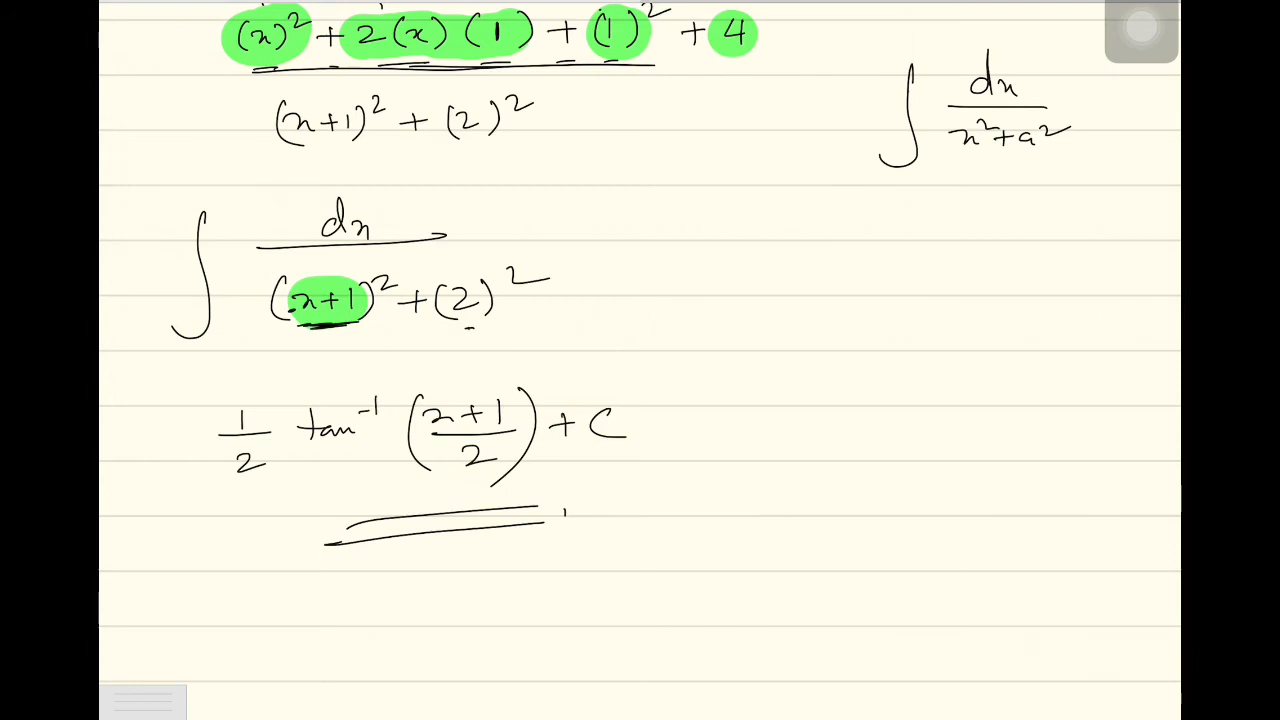 (x)² + 2(x)(1) + (1)² + 4
(x+1)² + (2)²
∫ dx / x²+a²
∫ dx / (x+1)² + (2)²
1/2 tan⁻¹ (x+1 / 2) + C